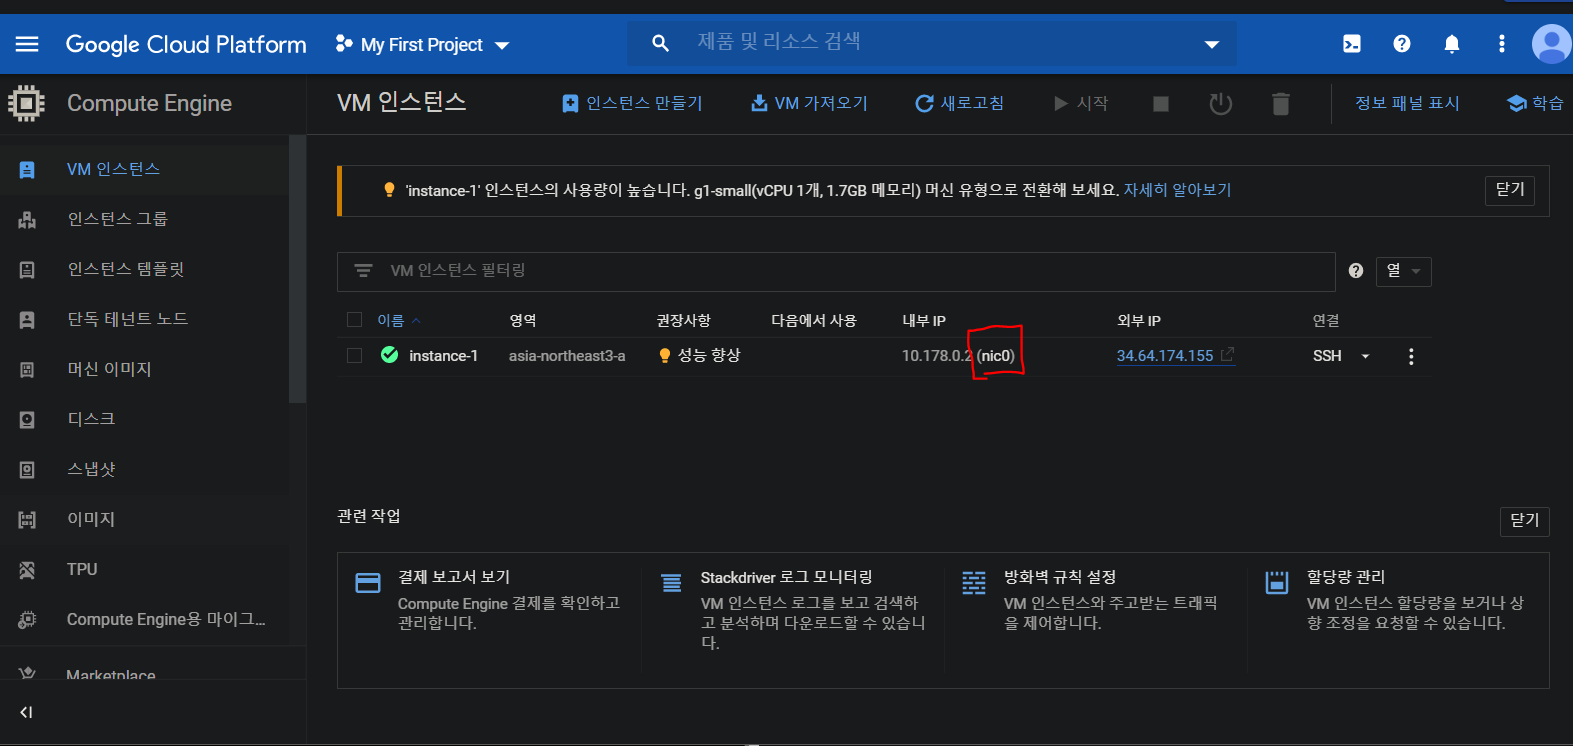 Google Cloud Platform
My First Project
제품 및 리소스 검색
Compute Engine
VM 인스턴스
인스턴스 만들기
VM 가져오기
새로고침
시작
정보 패널 표시
학습
VM 인스턴스
인스턴스 그룹
인스턴스 템플릿
단독 테넌트 노드
머신 이미지
디스크
스냅샷
이미지
TPU
Compute Engine용 마이그...
Marketplace
'instance-1' 인스턴스의 사용량이 높습니다. g1-small(vCPU 1개, 1.7GB 메모리) 머신 유형으로 전환해 보세요. 자세히 알아보기
닫기
VM 인스턴스 필터링
열
이름 영역 권장사항 다음에서 사용 내부 IP 외부 IP 연결
instance-1 asia-northeast3-a 성능 향상 10.178.0.2 (nic0) 34.64.174.155 SSH
관련 작업
닫기
결제 보고서 보기
Compute Engine 결제를 확인하고
관리합니다.
Stackdriver 로그 모니터링
VM 인스턴스 로그를 보고 검색하
고 분석하며 다운로드할 수 있습니
다.
방화벽 규칙 설정
VM 인스턴스와 주고받는 트래픽
을 제어합니다.
할당량 관리
VM 인스턴스 할당량을 보거나 상
향 조정을 요청할 수 있습니다.